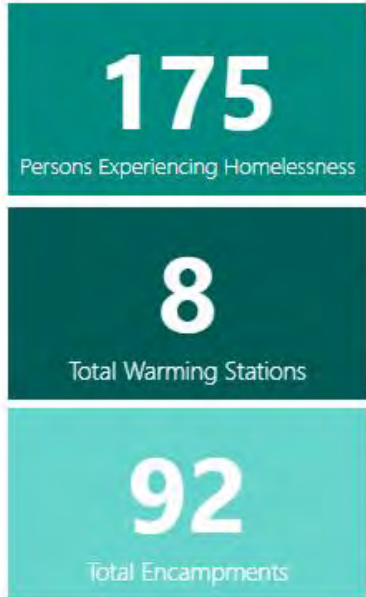 175
Persons Experiencing Homelessness
8
Total Warming Stations
92
Total Encampments